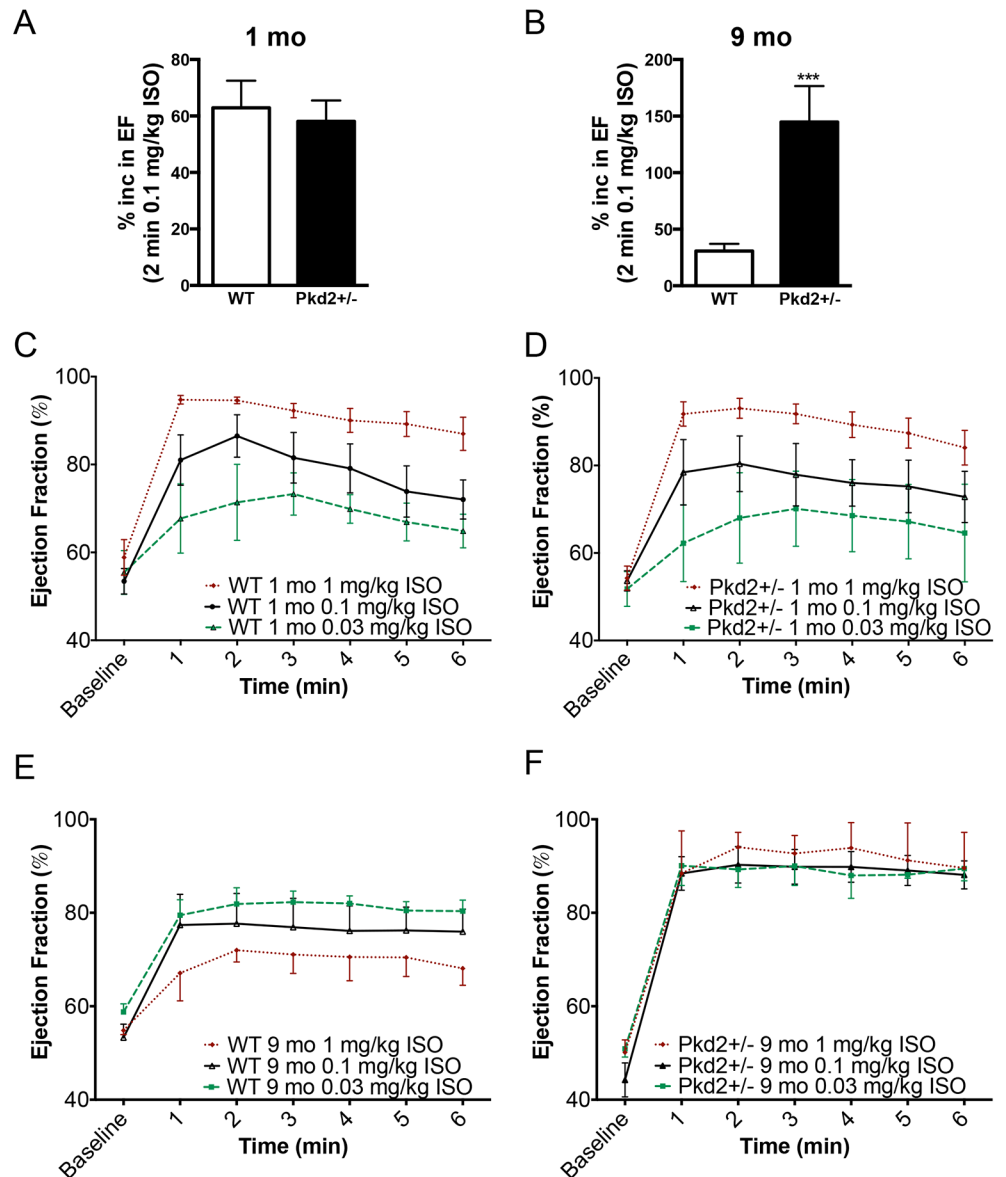 A
1 mo
% inc in EF
(2 min 0.1 mg/kg ISO)
80
60
40
20
0
WT
Pkd2+/-
B
9 mo
% inc in EF
(2 min 0.1 mg/kg ISO)
200
150
100
50
0
***
WT
Pkd2+/-
C
Ejection Fraction (%)
100
80
60
40
WT 1 mo 1 mg/kg ISO
WT 1 mo 0.1 mg/kg ISO
WT 1 mo 0.03 mg/kg ISO
Baseline 1 2 3 4 5 6
Time (min)
D
Ejection Fraction (%)
100
80
60
40
Pkd2+/- 1 mo 1 mg/kg ISO
Pkd2+/- 1 mo 0.1 mg/kg ISO
Pkd2+/- 1 mo 0.03 mg/kg ISO
Baseline 1 2 3 4 5 6
Time (min)
E
Ejection Fraction (%)
100
80
60
40
WT 9 mo 1 mg/kg ISO
WT 9 mo 0.1 mg/kg ISO
WT 9 mo 0.03 mg/kg ISO
Baseline 1 2 3 4 5 6
Time (min)
F
Ejection Fraction (%)
100
80
60
40
Pkd2+/- 9 mo 1 mg/kg ISO
Pkd2+/- 9 mo 0.1 mg/kg ISO
Pkd2+/- 9 mo 0.03 mg/kg ISO
Baseline 1 2 3 4 5 6
Time (min)